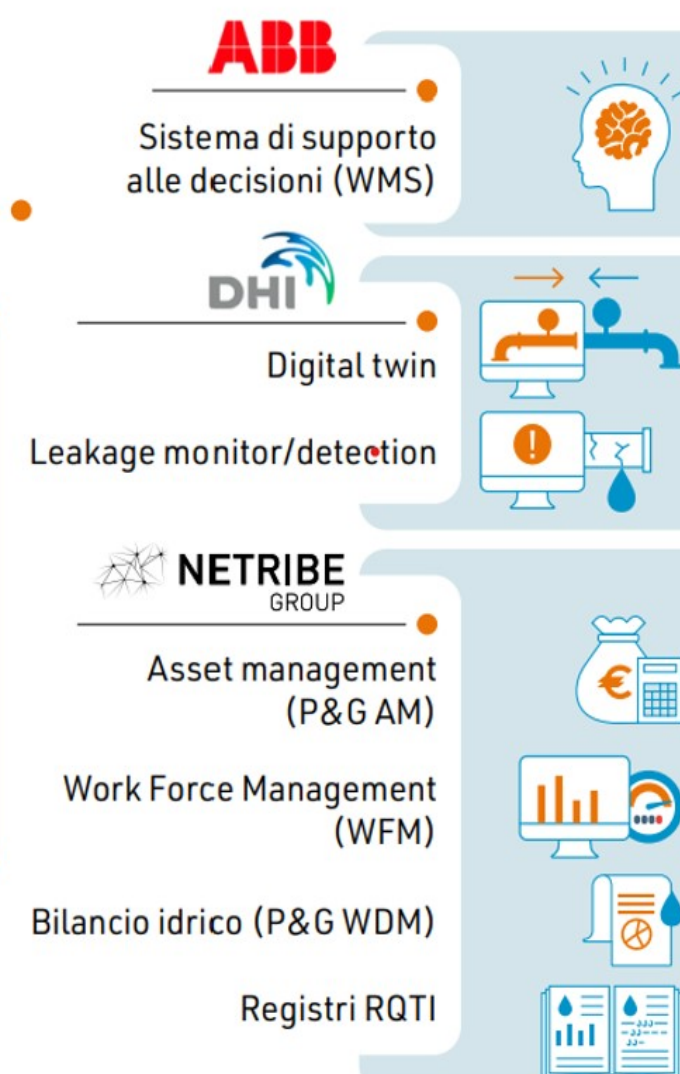 ABB
Sistema di supporto
alle decisioni (WMS)
DHI
Digital twin
Leakage monitor/detection
NETRIBE
GROUP
Asset management
(P&G AM)
Work Force Management
(WFM)
Bilancio idrico (P&G WDM)
Registri RQTI